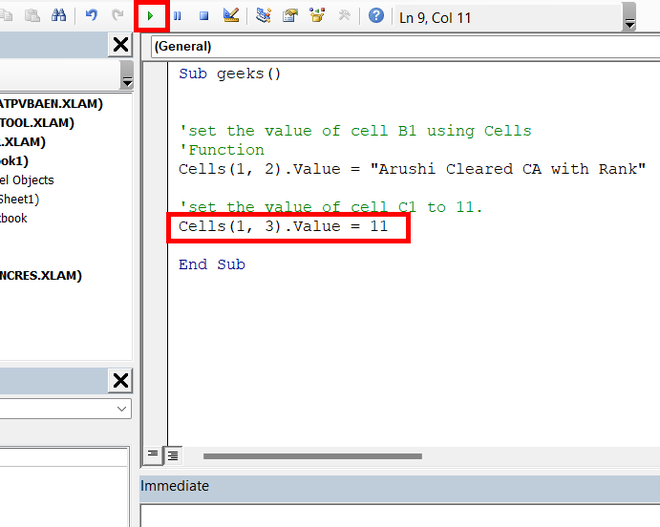 Ln 9, Col 11
(General)
ATPVBAEN.XLAM)
TOOL.XLAM)
.XLAM)
ook1)
el Objects
Sheet1)
kbook
NCRES.XLAM)
Sub geeks()
'set the value of cell B1 using Cells
'Function
Cells(1, 2).Value = "Arushi Cleared CA with Rank"
'set the value of cell C1 to 11.
Cells(1, 3).Value = 11
End Sub
Immediate